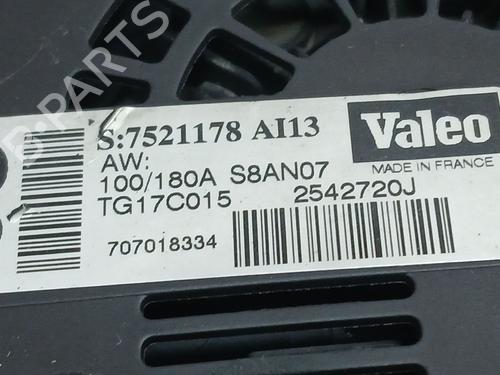 B-PARTS
S:7521178 AI13
Valeo
AW:
MADE IN FRANCE
100/180A S8AN07
TG17C015 2542720J
707018334